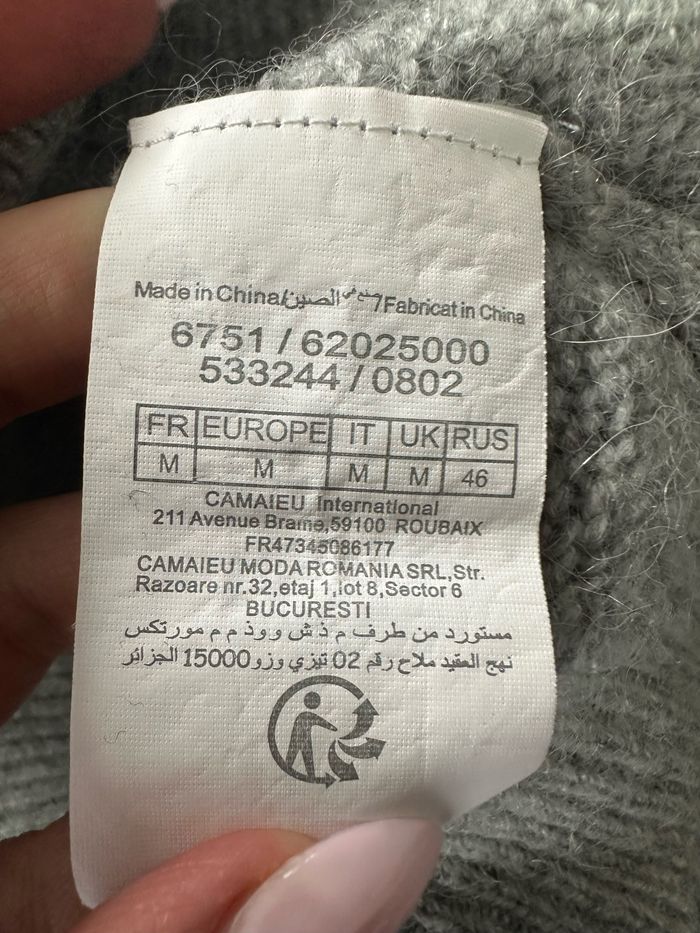 Made in China/صنع في الصين/Fabricat in China
6751 / 62025000
533244 / 0802
FR EUROPE IT UK RUS
M M M M 46
CAMAIEU International
211 Avenue Brame,59100 ROUBAIX
FR47345086177
CAMAIEU MODA ROMANIA SRL,Str.
Razoare nr.32,etaj 1,lot 8,Sector 6
BUCURESTI
مستورد من طرف م ذ ش و وذ م م مورتكس
نهج العقيد ملاح رقم 02 تيزي وزو 15000 الجزائر